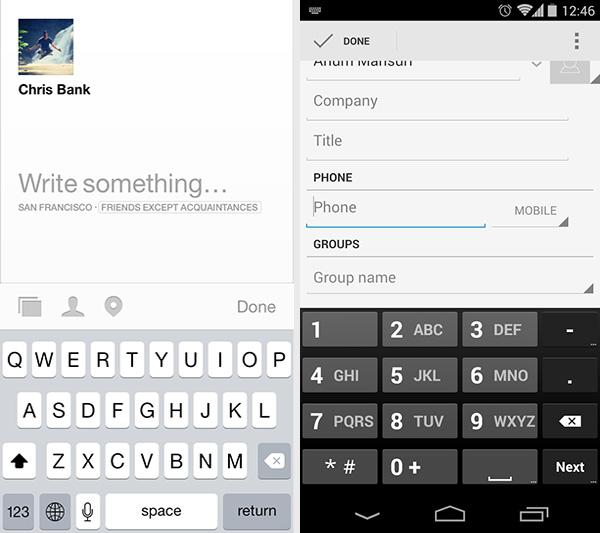 Chris Bank
Write something...
SAN FRANCISCO · FRIENDS EXCEPT ACQUAINTANCES
Done
Q W E R T Y U I O P
A S D F G H J K L
Z X C V B N M
123 space return
12:46
DONE
Anum Mansuri
Company
Title
PHONE
Phone MOBILE
GROUPS
Group name
1 2 ABC 3 DEF -
4 GHI 5 JKL 6 MNO .
7 PQRS 8 TUV 9 WXYZ
* # 0 + Next